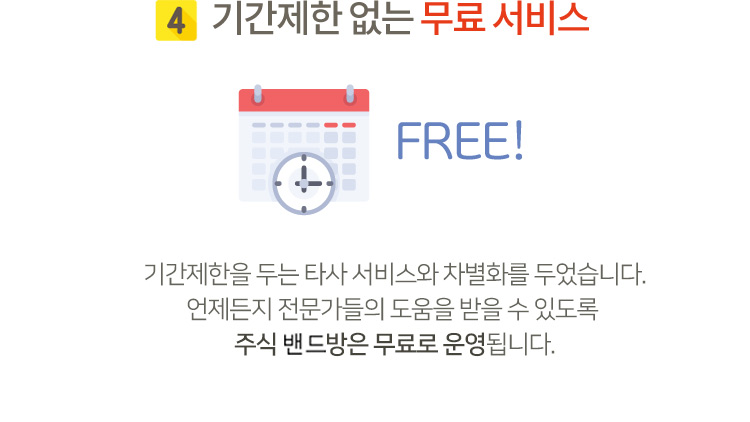 4 기간제한 없는 무료 서비스
FREE!
기간제한을 두는 타사 서비스와 차별화를 두었습니다.
언제든지 전문가들의 도움을 받을 수 있도록
주식 밴드방은 무료로 운영됩니다.